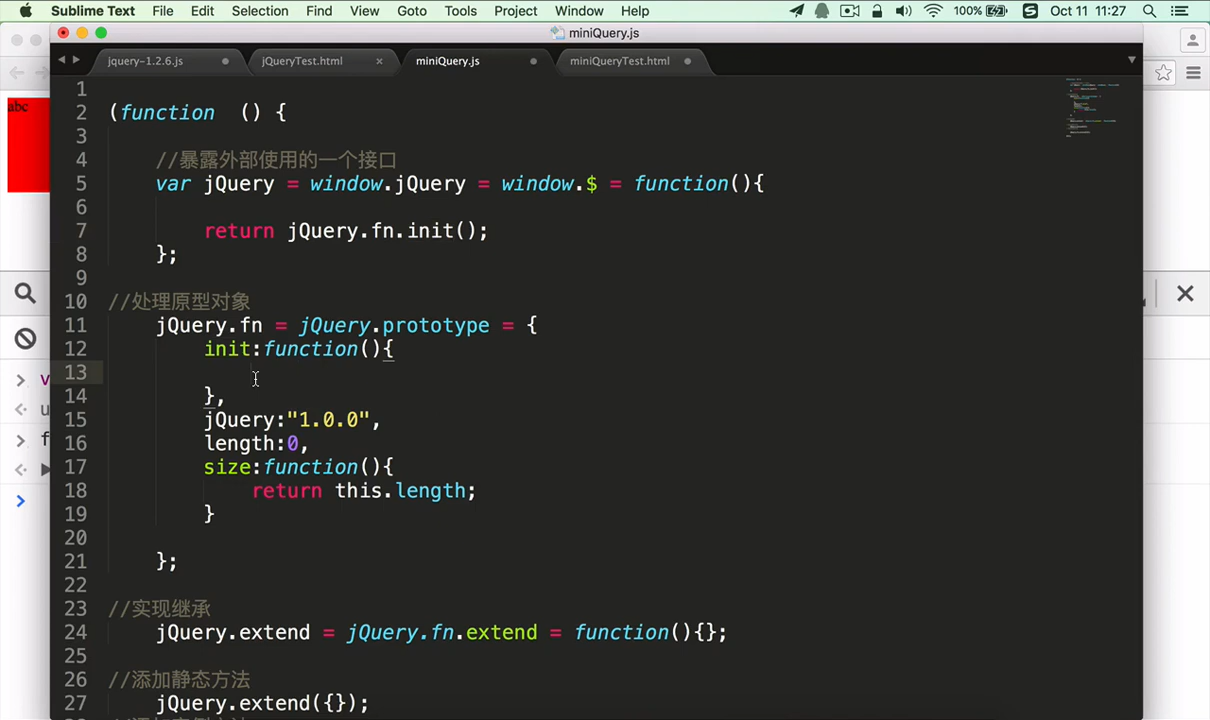 Sublime Text File Edit Selection Find View Goto Tools Project Window Help 100% Oct 11 11:27
miniQuery.js
jquery-1.2.6.js jQueryTest.html miniQuery.js miniQueryTest.html
abc
1
2 (function () {
3
4 //暴露外部使用的一个接口
5 var jQuery = window.jQuery = window.$ = function(){
6
7 return jQuery.fn.init();
8 };
9
10 //处理原型对象
11 jQuery.fn = jQuery.prototype = {
12 init:function(){
13
14 },
15 jQuery:"1.0.0",
16 length:0,
17 size:function(){
18 return this.length;
19 }
20
21 };
22
23 //实现继承
24 jQuery.extend = jQuery.fn.extend = function(){};
25
26 //添加静态方法
27 jQuery.extend({});